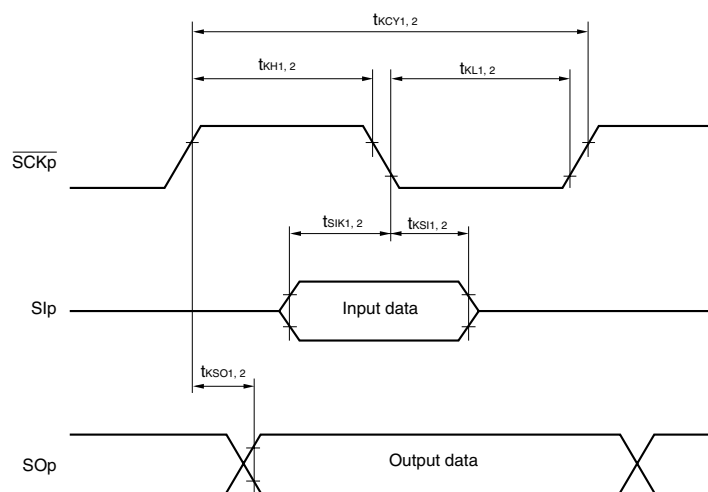 tKCY1, 2
tKH1, 2
tKL1, 2
SCKp
tSIK1, 2
tKSI1, 2
SIp
Input data
tKSO1, 2
SOp
Output data